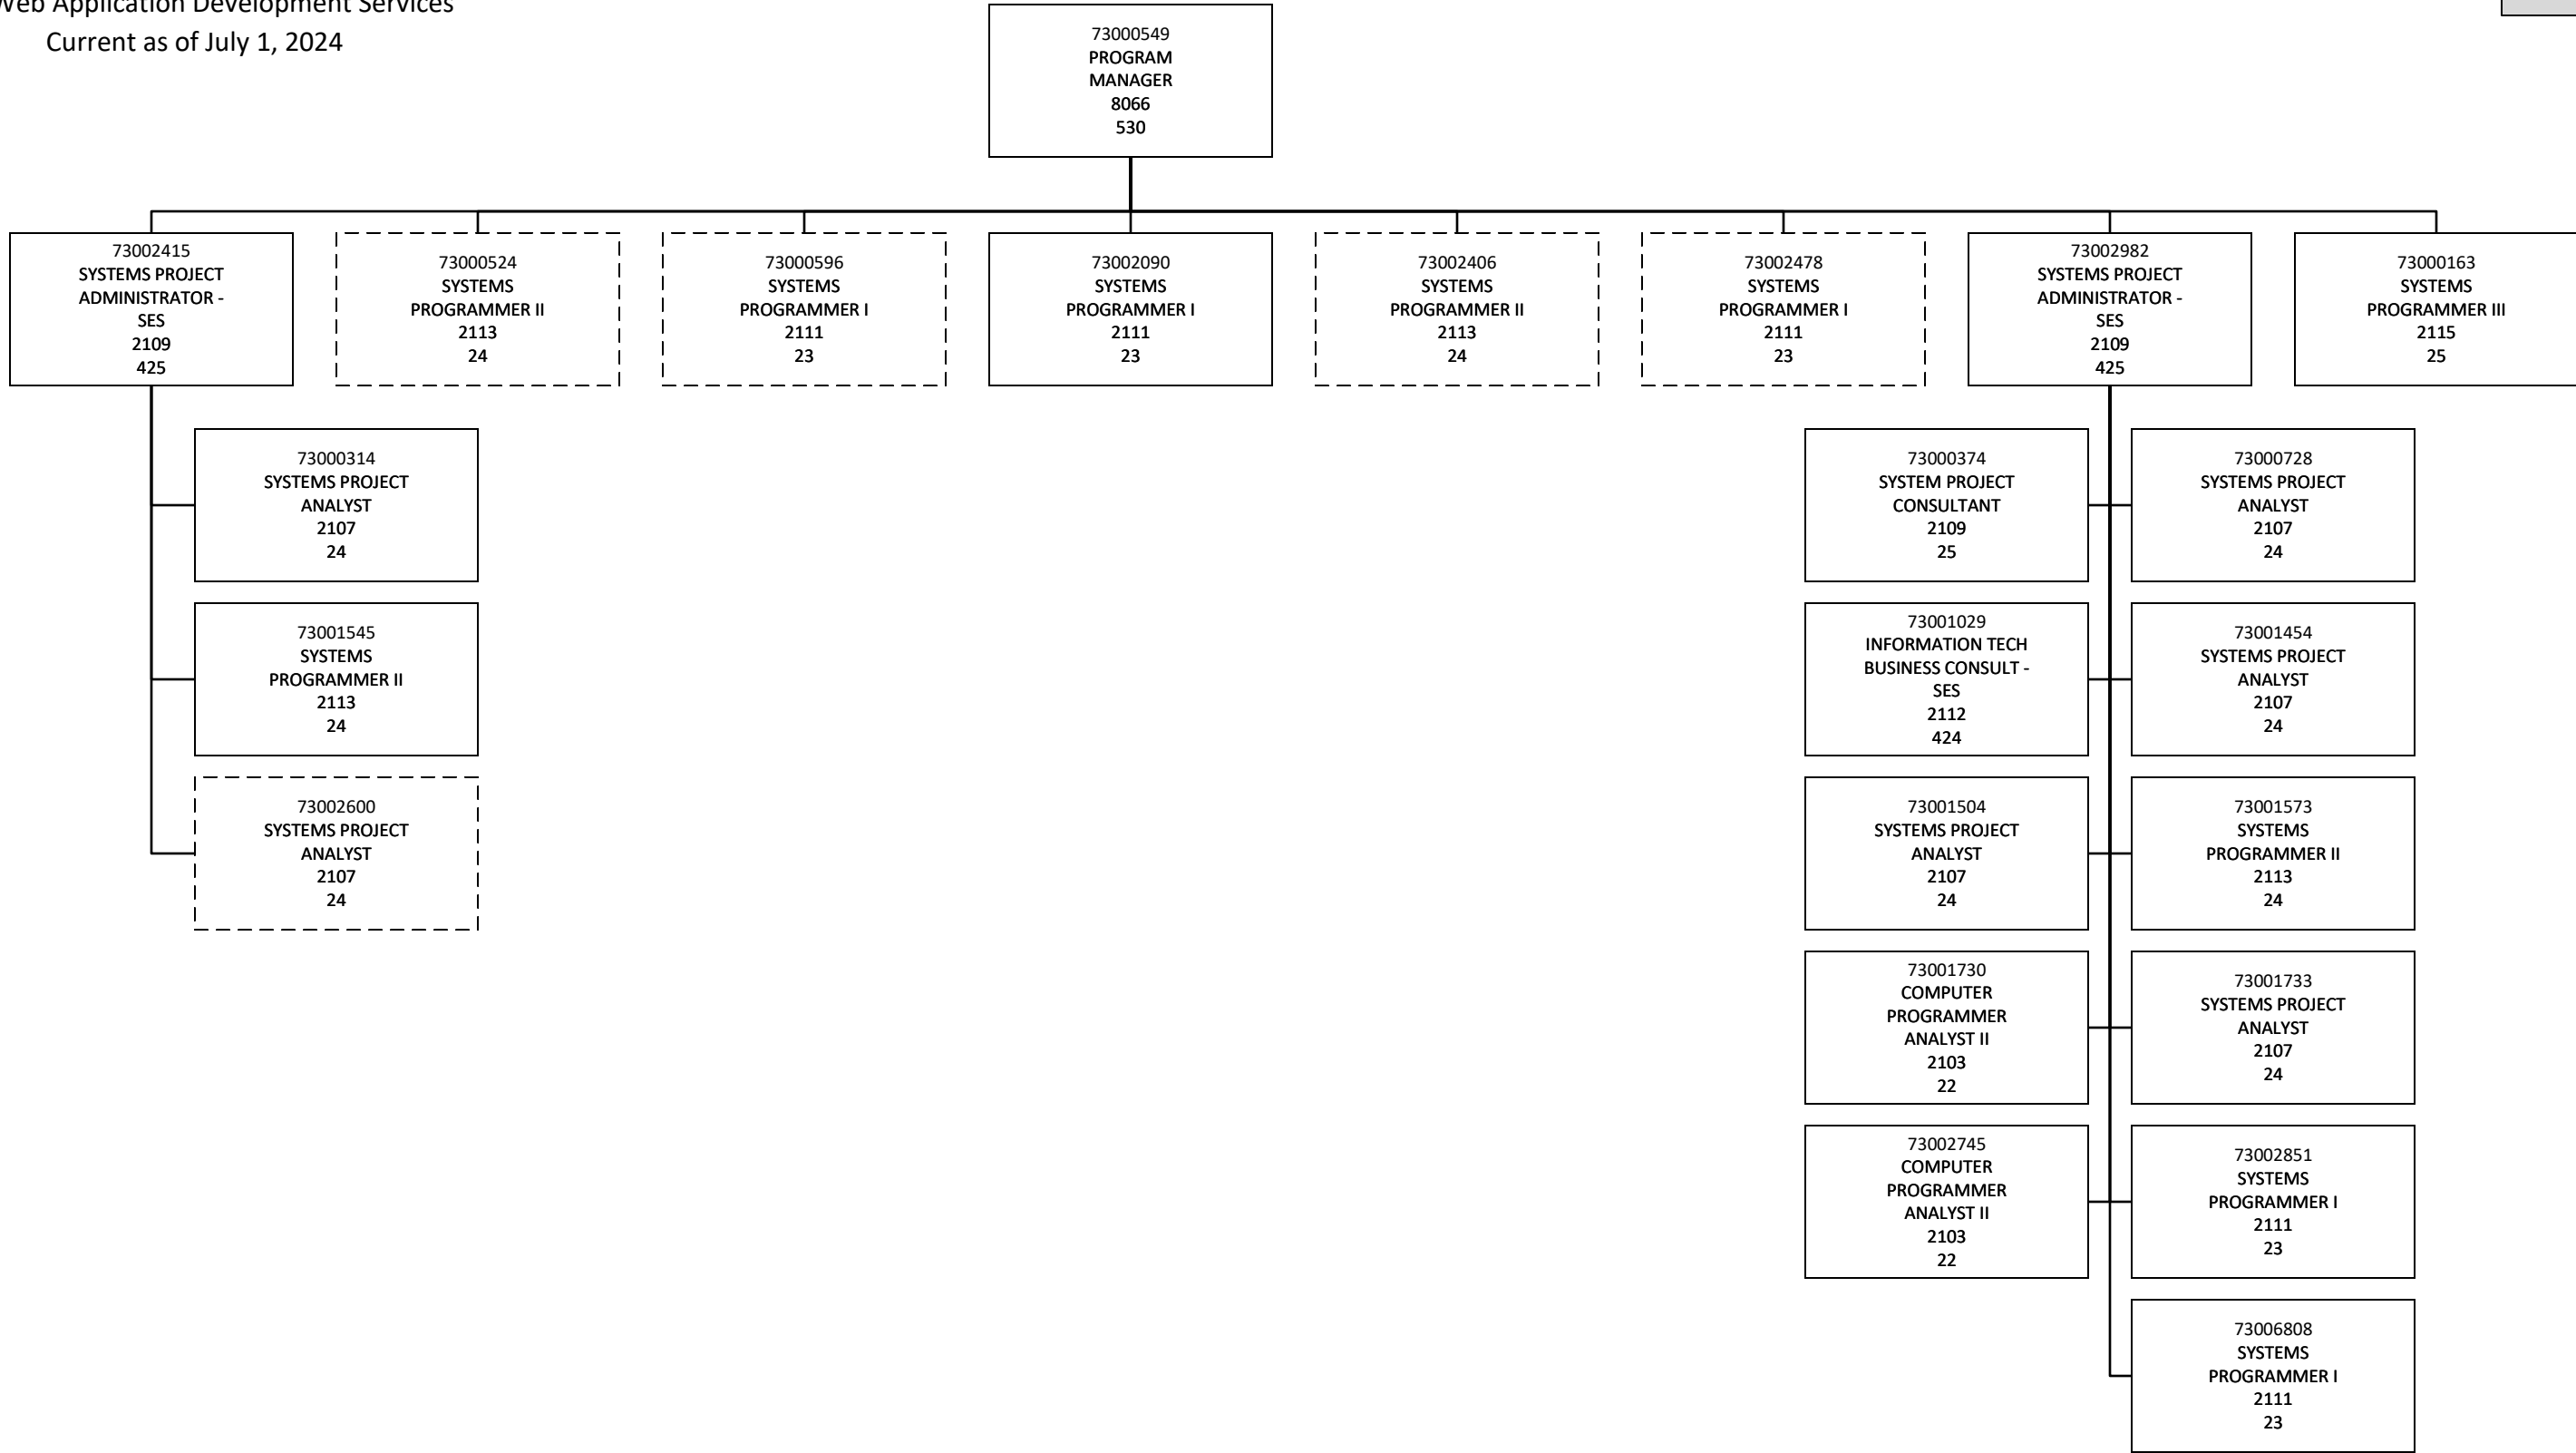 Web Application Development Services
Current as of July 1, 2024
73000549
PROGRAM
MANAGER
8066
530
73002415
SYSTEMS PROJECT
ADMINISTRATOR -
SES
2109
425
73000524
SYSTEMS
PROGRAMMER II
2113
24
73000596
SYSTEMS
PROGRAMMER I
2111
23
73002090
SYSTEMS
PROGRAMMER I
2111
23
73002406
SYSTEMS
PROGRAMMER II
2113
24
73002478
SYSTEMS
PROGRAMMER I
2111
23
73002982
SYSTEMS PROJECT
ADMINISTRATOR -
SES
2109
425
73000163
SYSTEMS
PROGRAMMER III
2115
25
73000314
SYSTEMS PROJECT
ANALYST
2107
24
73001545
SYSTEMS
PROGRAMMER II
2113
24
73002600
SYSTEMS PROJECT
ANALYST
2107
24
73000374
SYSTEM PROJECT
CONSULTANT
2109
25
73000728
SYSTEMS PROJECT
ANALYST
2107
24
73001029
INFORMATION TECH
BUSINESS CONSULT -
SES
2112
424
73001454
SYSTEMS PROJECT
ANALYST
2107
24
73001504
SYSTEMS PROJECT
ANALYST
2107
24
73001573
SYSTEMS
PROGRAMMER II
2113
24
73001730
COMPUTER
PROGRAMMER
ANALYST II
2103
22
73001733
SYSTEMS PROJECT
ANALYST
2107
24
73002745
COMPUTER
PROGRAMMER
ANALYST II
2103
22
73002851
SYSTEMS
PROGRAMMER I
2111
23
73006808
SYSTEMS
PROGRAMMER I
2111
23